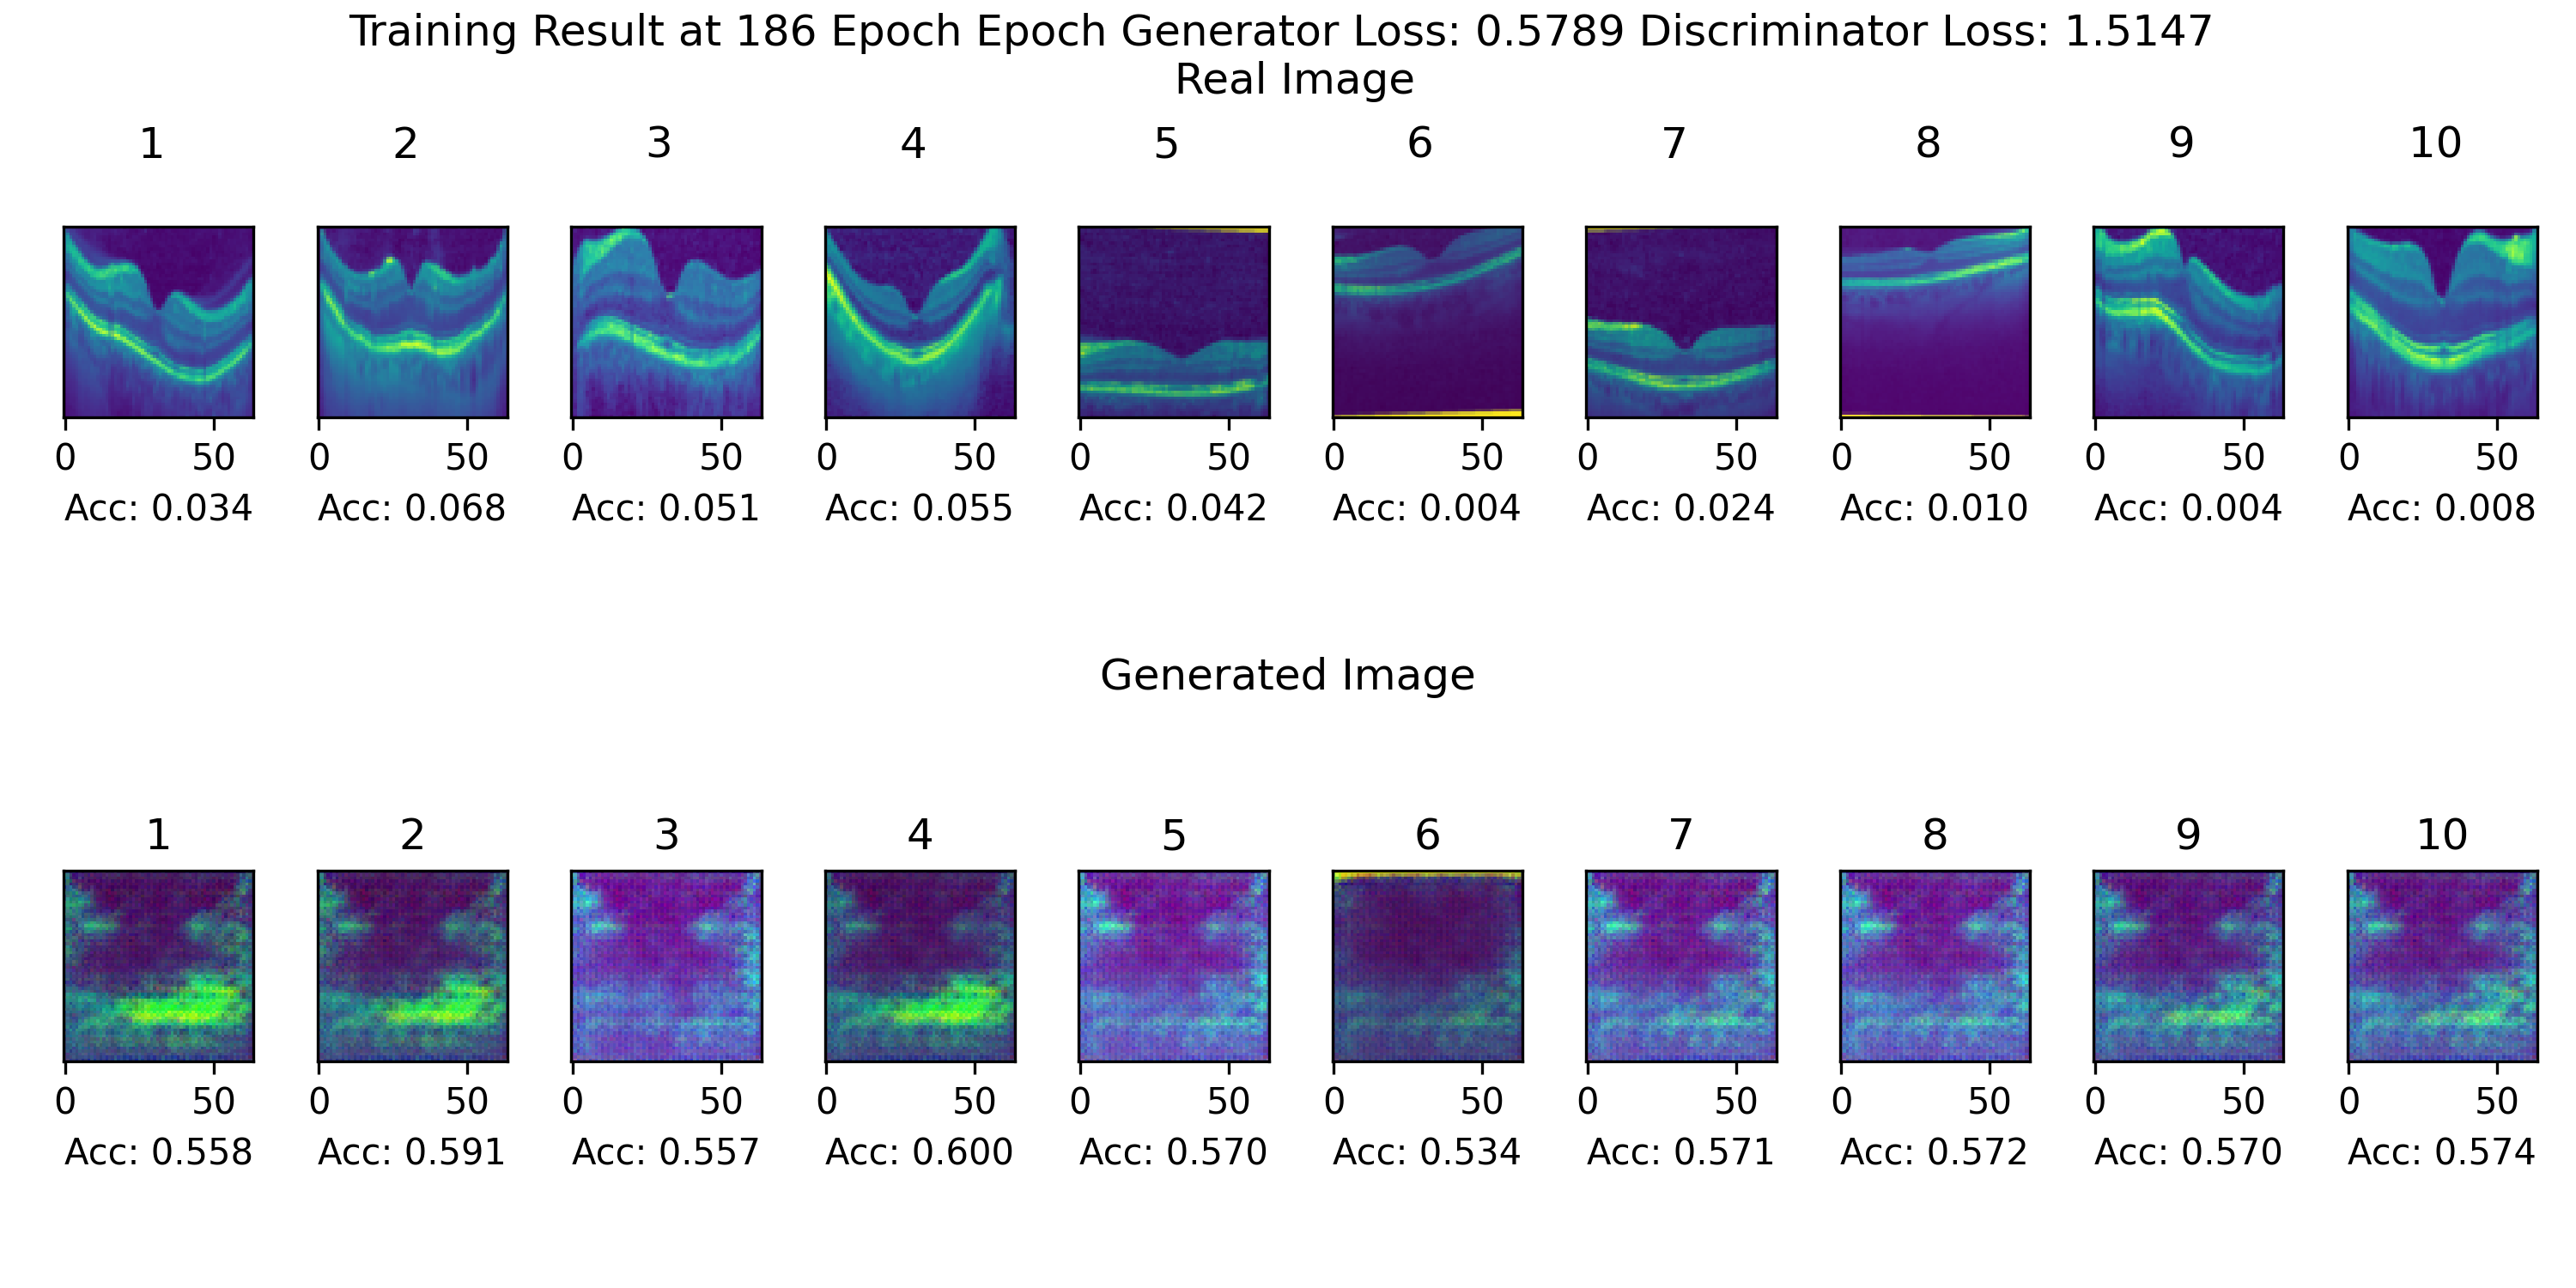 Training Result at 186 Epoch Epoch Generator Loss: 0.5789 Discriminator Loss: 1.5147
Real Image
1 2 3 4 5 6 7 8 9 10
0 50 0 50 0 50 0 50 0 50 0 50 0 50 0 50 0 50 0 50
Acc: 0.034 Acc: 0.068 Acc: 0.051 Acc: 0.055 Acc: 0.042 Acc: 0.004 Acc: 0.024 Acc: 0.010 Acc: 0.004 Acc: 0.008
Generated Image
1 2 3 4 5 6 7 8 9 10
0 50 0 50 0 50 0 50 0 50 0 50 0 50 0 50 0 50 0 50
Acc: 0.558 Acc: 0.591 Acc: 0.557 Acc: 0.600 Acc: 0.570 Acc: 0.534 Acc: 0.571 Acc: 0.572 Acc: 0.570 Acc: 0.574